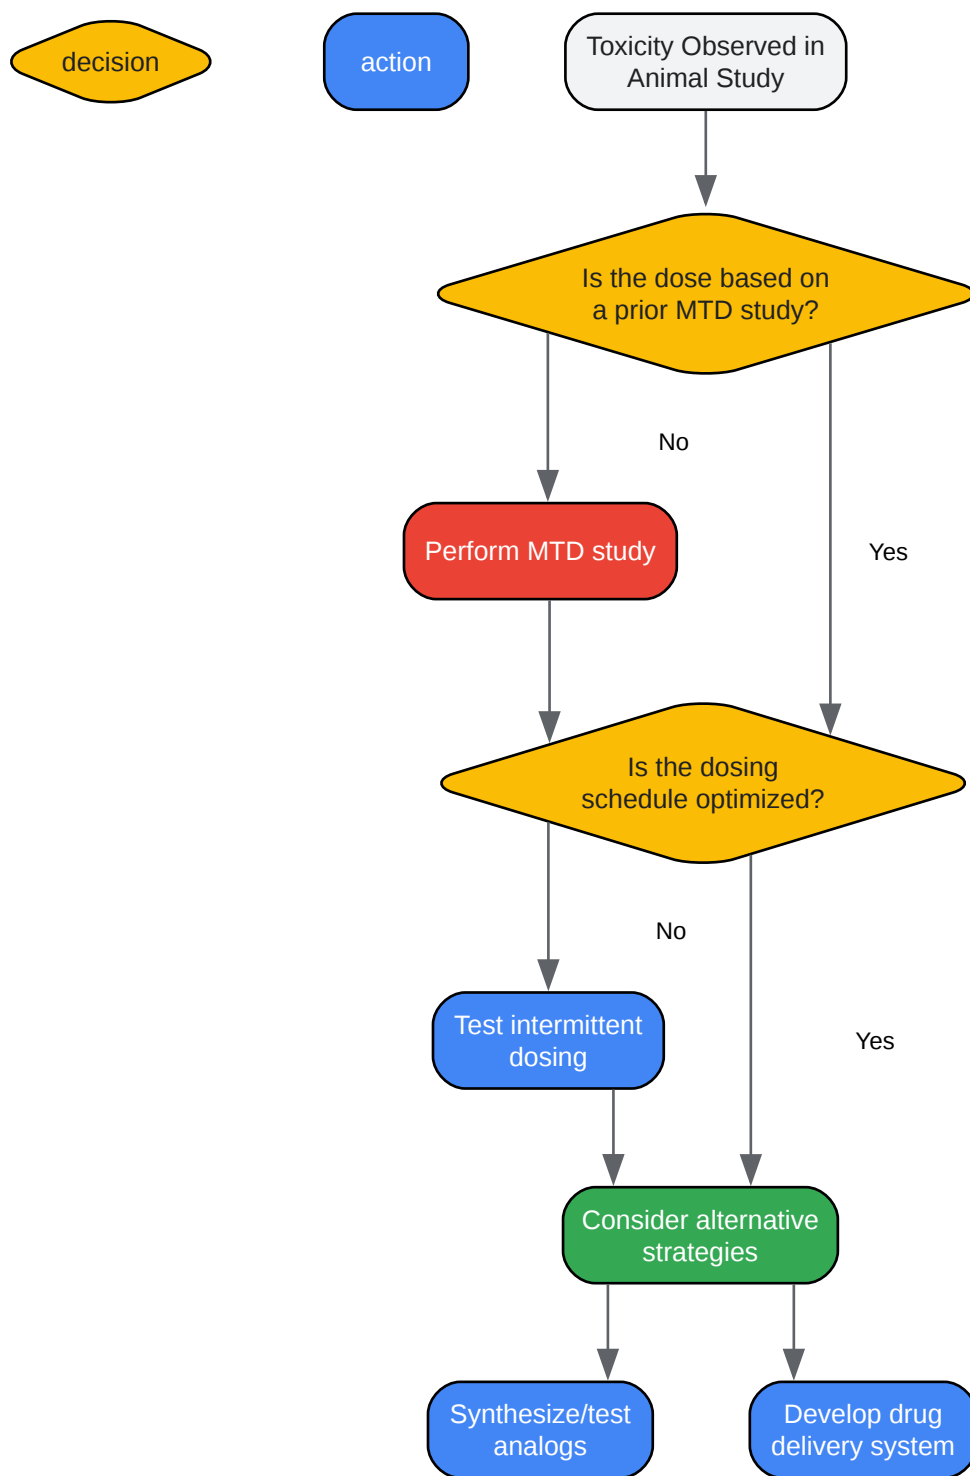 decision
action
Toxicity Observed in
Animal Study
Is the dose based on
a prior MTD study?
No
Perform MTD study
Yes
Is the dosing
schedule optimized?
No
Test intermittent
dosing
Yes
Consider alternative
strategies
Synthesize/test
analogs
Develop drug
delivery system